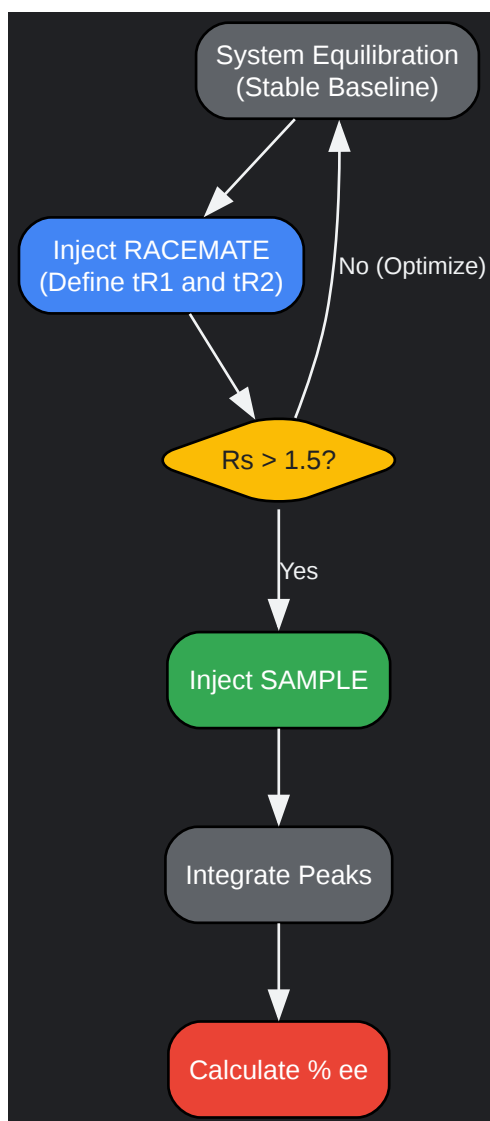 System Equilibration
(Stable Baseline)
Inject RACEMATE
(Define tR1 and tR2)
No (Optimize)
Rs > 1.5?
Yes
Inject SAMPLE
Integrate Peaks
Calculate % ee